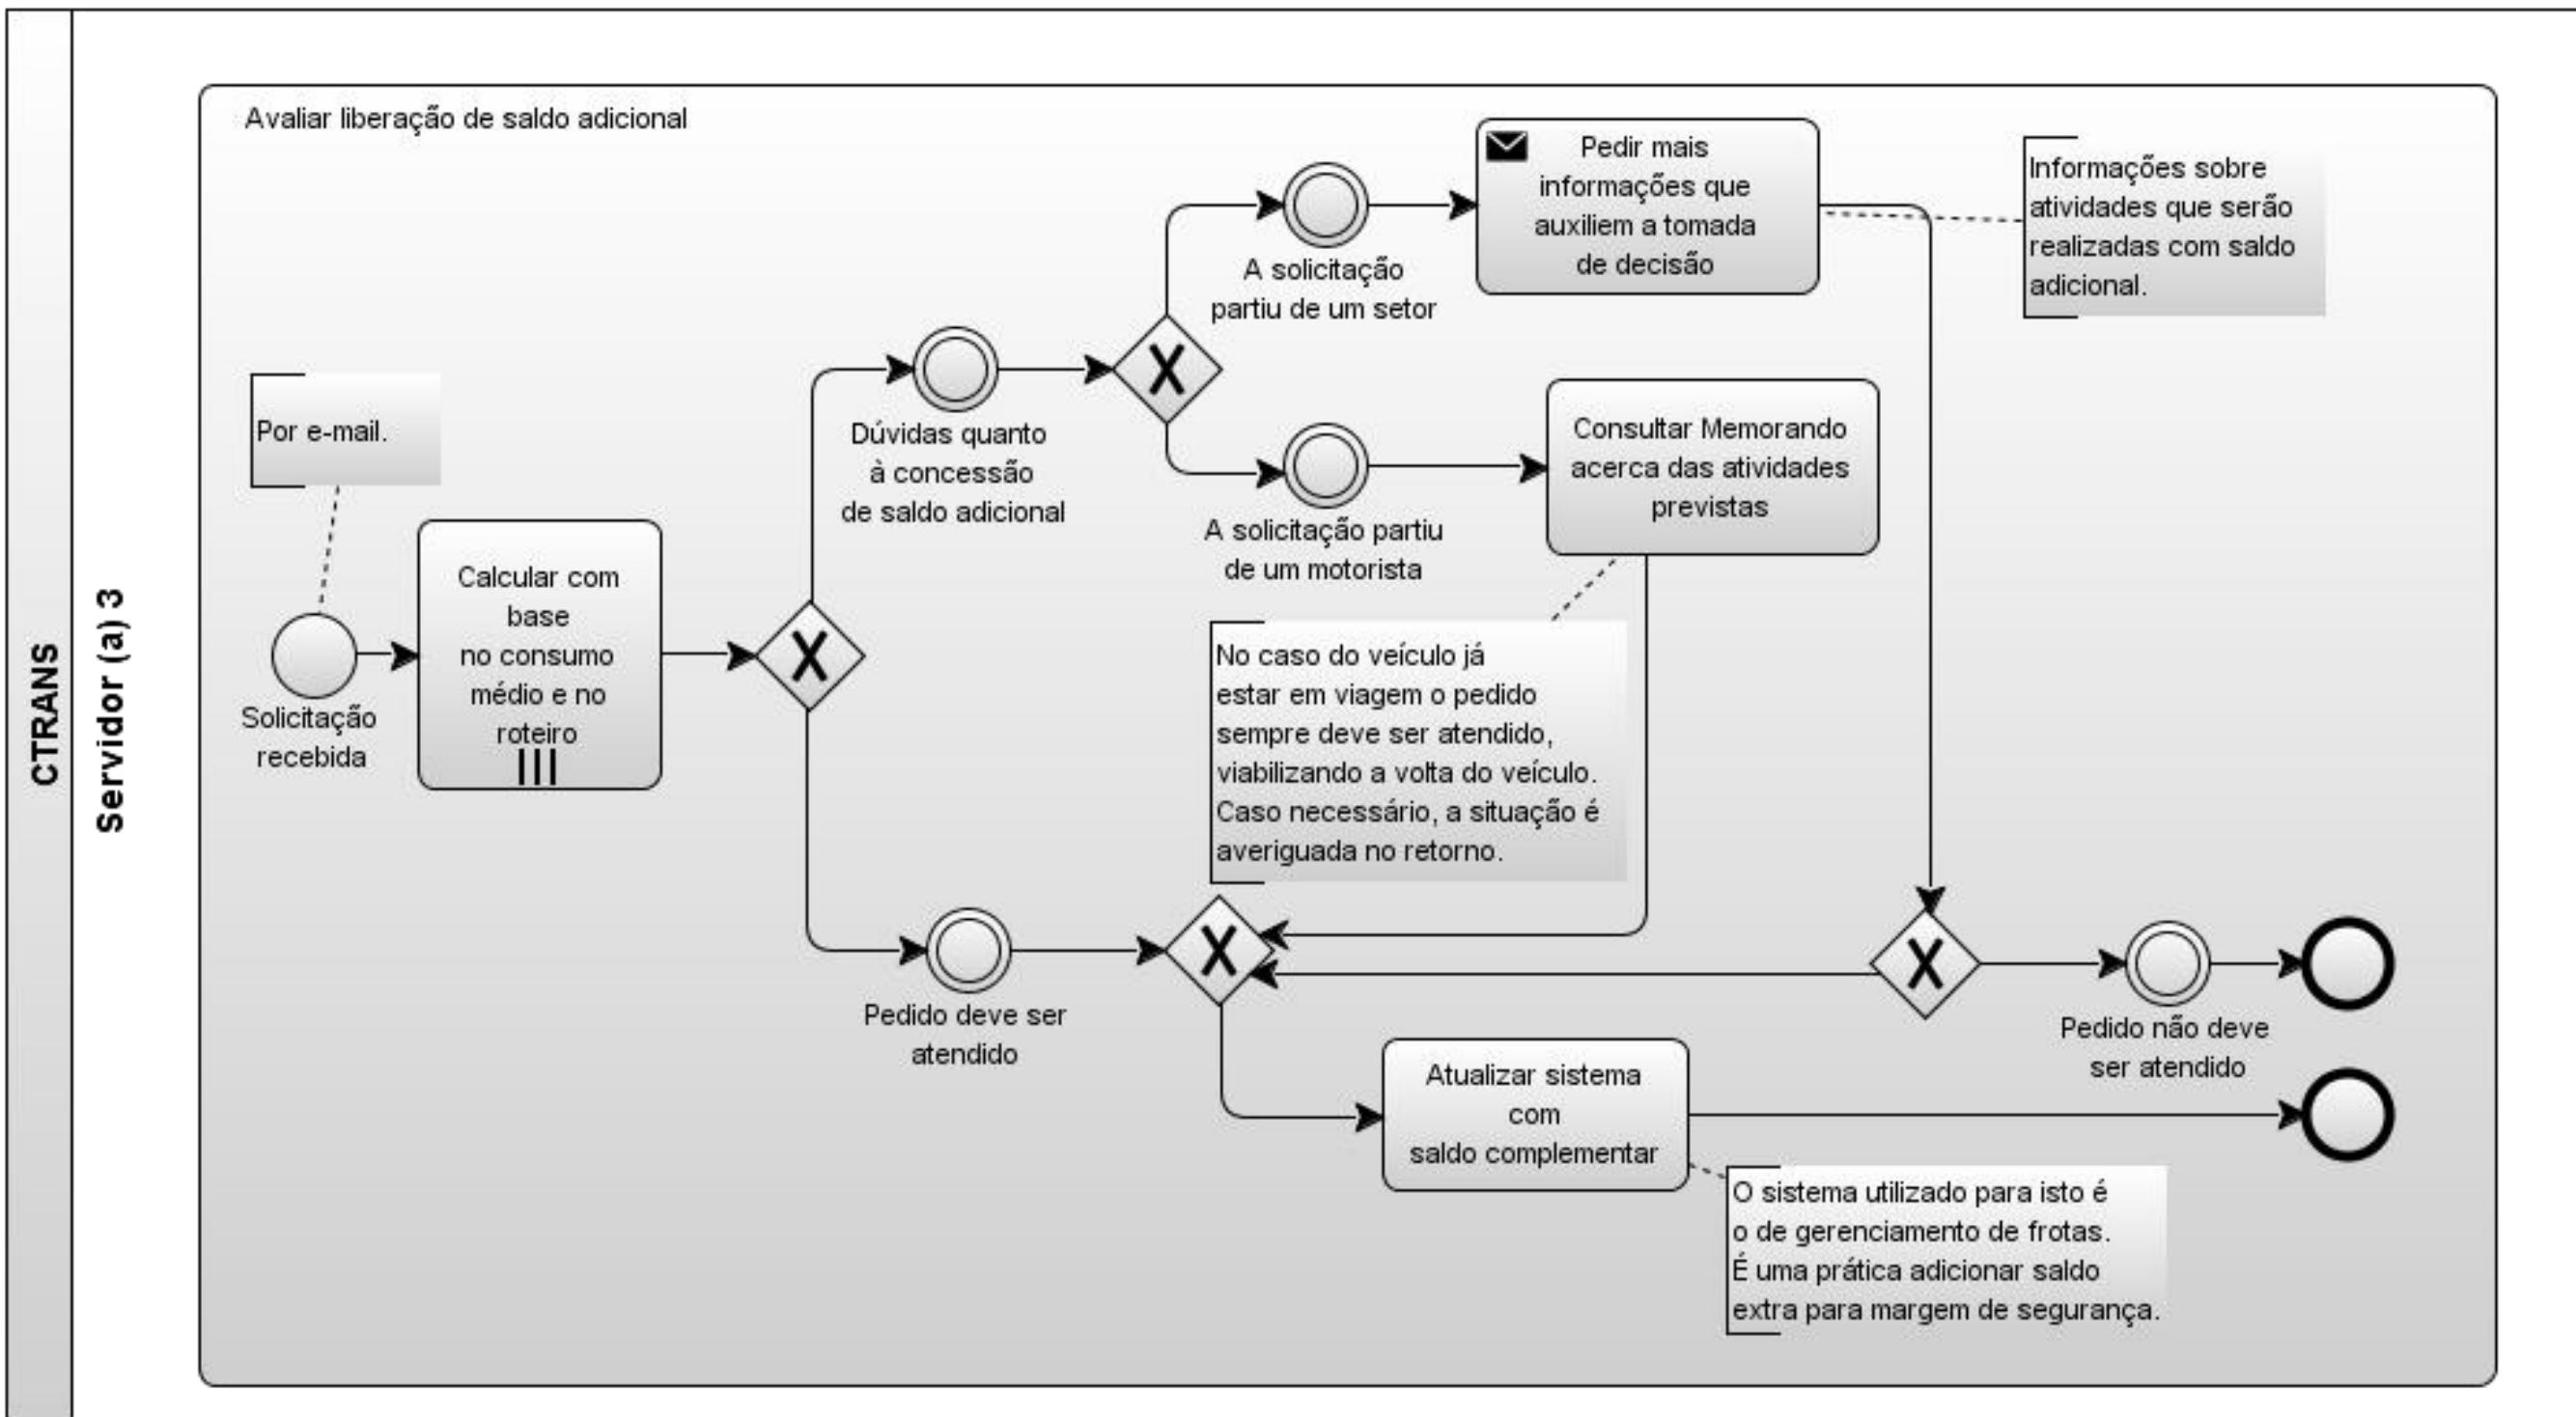 CTRANS
Servidor (a) 3
Avaliar liberação de saldo adicional
Por e-mail.
Solicitação
recebida
Calcular com
base
no consumo
médio e no
roteiro
Dúvidas quanto
à concessão
de saldo adicional
A solicitação
partiu de um setor
Pedir mais
informações que
auxiliem a tomada
de decisão
Informações sobre
atividades que serão
realizadas com saldo
adicional.
A solicitação partiu
de um motorista
Consultar Memorando
acerca das atividades
previstas
No caso do veículo já
estar em viagem o pedido
sempre deve ser atendido,
viabilizando a volta do veículo.
Caso necessário, a situação é
averiguada no retorno.
Pedido deve ser
atendido
Pedido não deve
ser atendido
Atualizar sistema
com
saldo complementar
O sistema utilizado para isto é
o de gerenciamento de frotas.
É uma prática adicionar saldo
extra para margem de segurança.